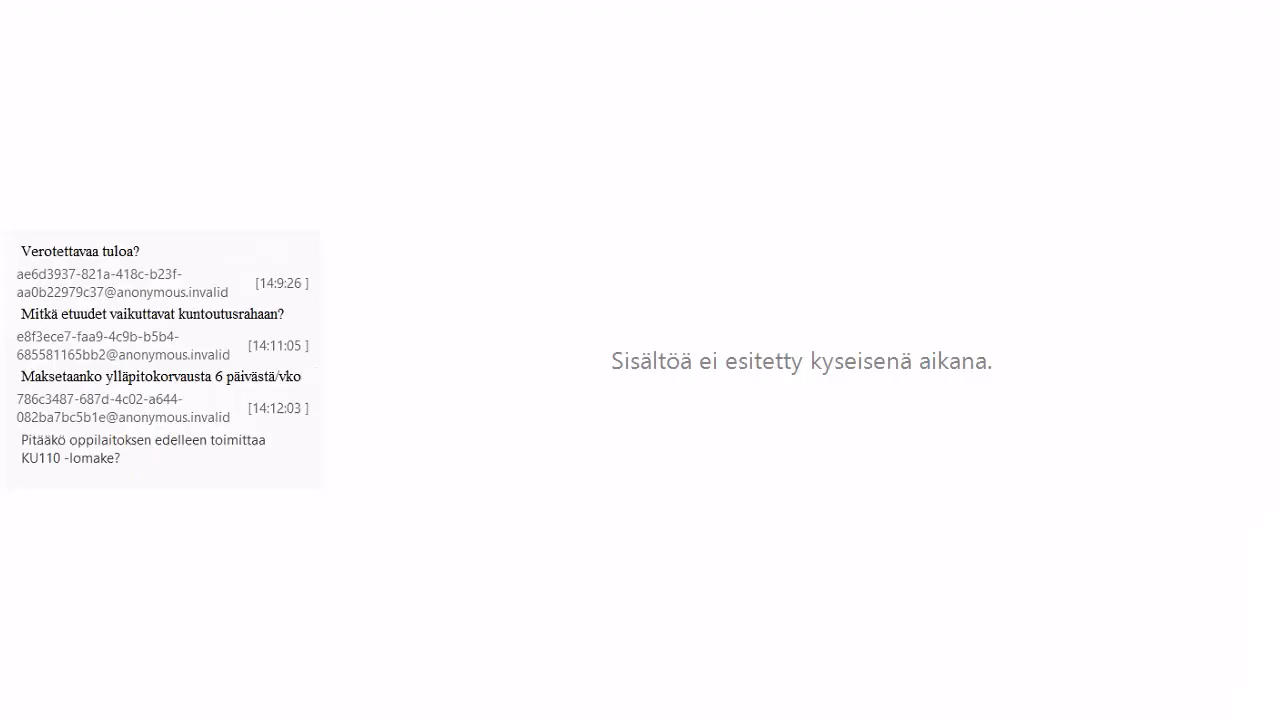 Verotettavaa tuloa?
ae6d3937-821a-418c-b23f-
aa0b22979c37@anonymous.invalid
[14:9:26 ]
Mitkä etuudet vaikuttavat kuntoutusrahaan?
e8f3ece7-faa9-4c9b-b5b4-
685581165bb2@anonymous.invalid
[14:11:05 ]
Maksetaanko ylläpitokorvausta 6 päivästä/vko
786c3487-687d-4c02-a644-
082ba7bc5b1e@anonymous.invalid
[14:12:03 ]
Pitääkö oppilaitoksen edelleen toimittaa
KU110 -lomake?
Sisältöä ei esitetty kyseisenä aikana.